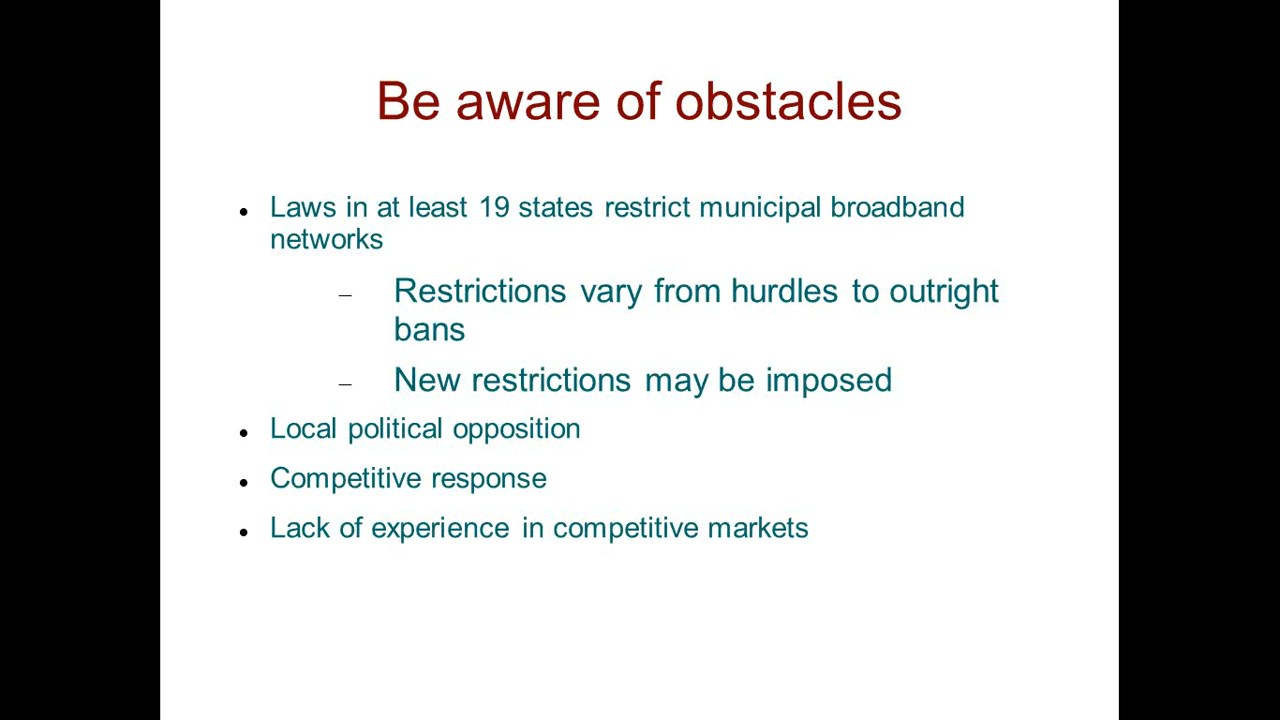 Be aware of obstacles
● Laws in at least 19 states restrict municipal broadband
networks
– Restrictions vary from hurdles to outright
bans
– New restrictions may be imposed
● Local political opposition
● Competitive response
● Lack of experience in competitive markets